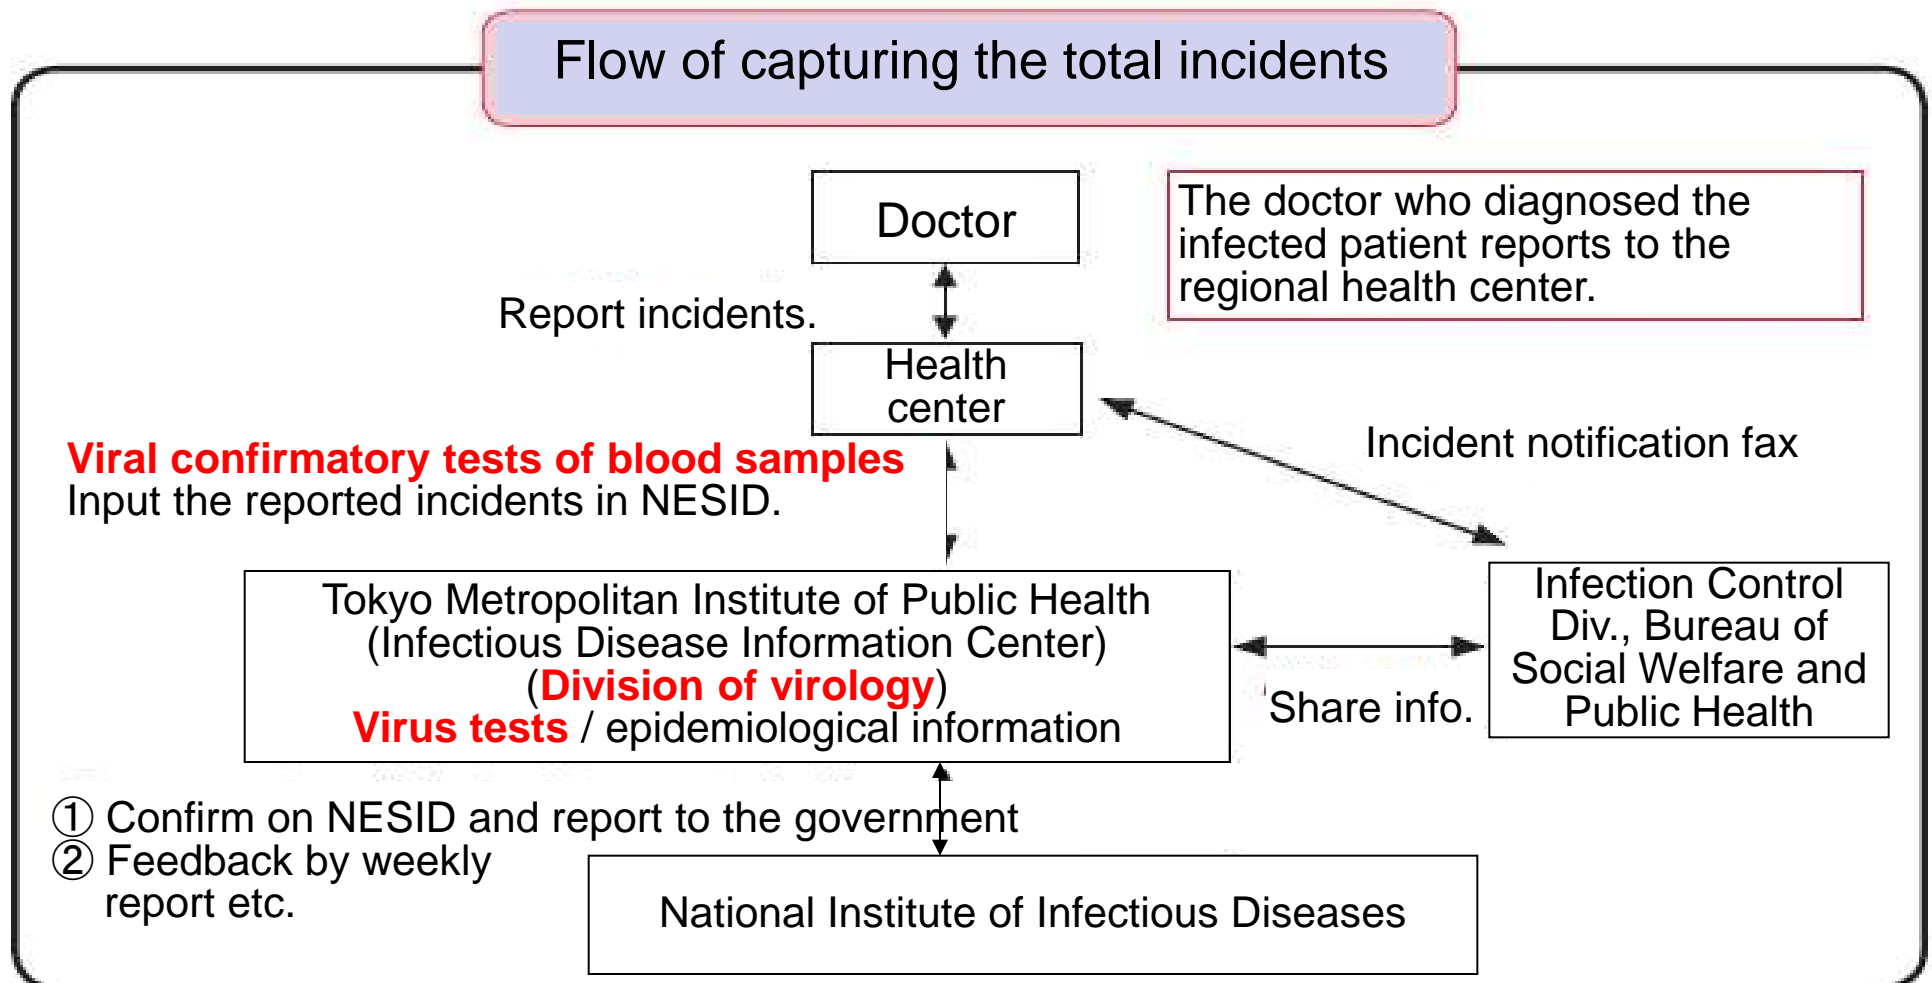 Flow of capturing the total incidents
Doctor
The doctor who diagnosed the
infected patient reports to the
regional health center.
Report incidents.
Health
center
Incident notification fax
Viral confirmatory tests of blood samples
Input the reported incidents in NESID.
Tokyo Metropolitan Institute of Public Health
(Infectious Disease Information Center)
(Division of virology)
Virus tests / epidemiological information
Share info.
Infection Control
Div., Bureau of
Social Welfare and
Public Health
① Confirm on NESID and report to the government
② Feedback by weekly
report etc.
National Institute of Infectious Diseases